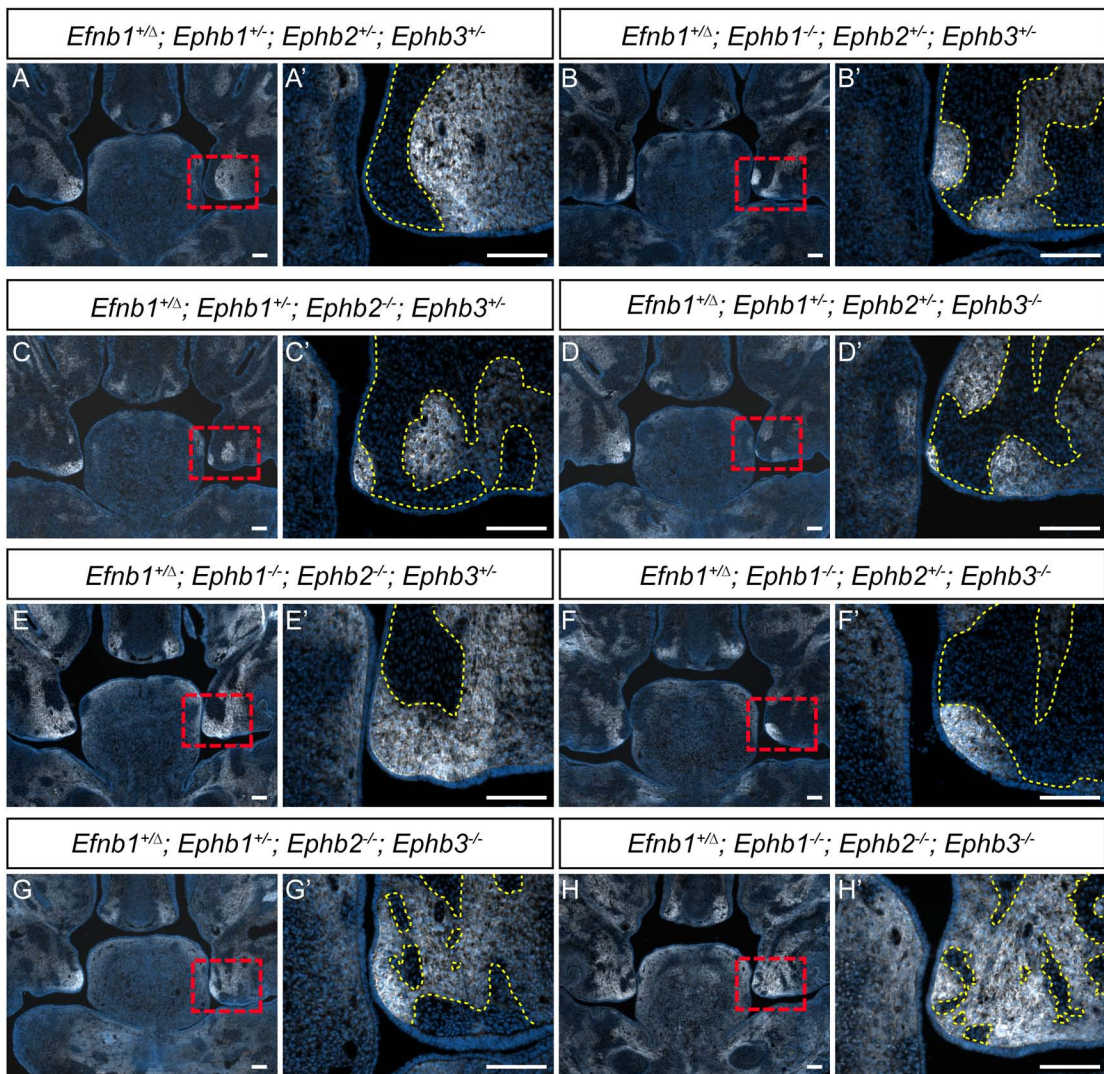 Efnb1+/Δ; Ephb1+/-; Ephb2+/-; Ephb3+/-
Efnb1+/Δ; Ephb1-/-; Ephb2+/-; Ephb3+/-
A
A'
B
B'
Efnb1+/Δ; Ephb1+/-; Ephb2-/-; Ephb3+/-
Efnb1+/Δ; Ephb1+/-; Ephb2+/-; Ephb3-/-
C
C'
D
D'
Efnb1+/Δ; Ephb1-/-; Ephb2-/-; Ephb3+/-
Efnb1+/Δ; Ephb1-/-; Ephb2+/-; Ephb3-/-
E
E'
F
F'
Efnb1+/Δ; Ephb1+/-; Ephb2-/-; Ephb3-/-
Efnb1+/Δ; Ephb1-/-; Ephb2-/-; Ephb3-/-
G
G'
H
H'